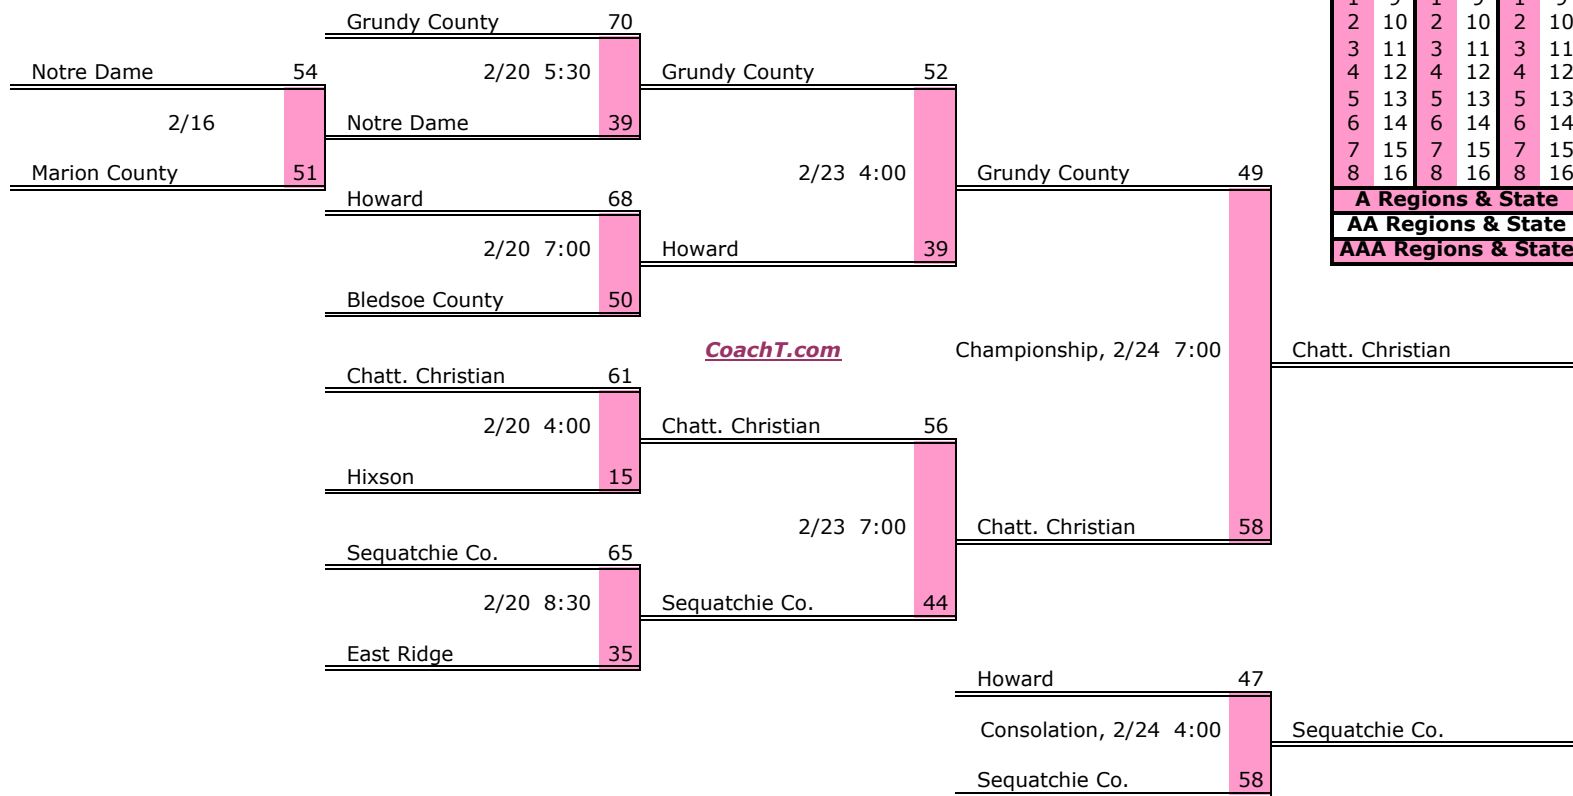 Grundy County 70
Notre Dame 54
2/20 5:30
Grundy County 52
2/16
Notre Dame 39
Marion County 51
2/23 4:00
Grundy County 49
Howard 68
2/20 7:00
Howard 39
Bledsoe County 50
CoachT.com
Championship, 2/24 7:00
Chatt. Christian
Chatt. Christian 61
2/20 4:00
Chatt. Christian 56
Hixson 15
2/23 7:00
Chatt. Christian 58
Sequatchie Co. 65
2/20 8:30
Sequatchie Co. 44
East Ridge 35
Howard 47
Consolation, 2/24 4:00
Sequatchie Co.
Sequatchie Co. 58
1 9 1 9 1 9
2 10 2 10 2 10
3 11 3 11 3 11
4 12 4 12 4 12
5 13 5 13 5 13
6 14 6 14 6 14
7 15 7 15 7 15
8 16 8 16 8 16
A Regions & State
AA Regions & State
AAA Regions & State